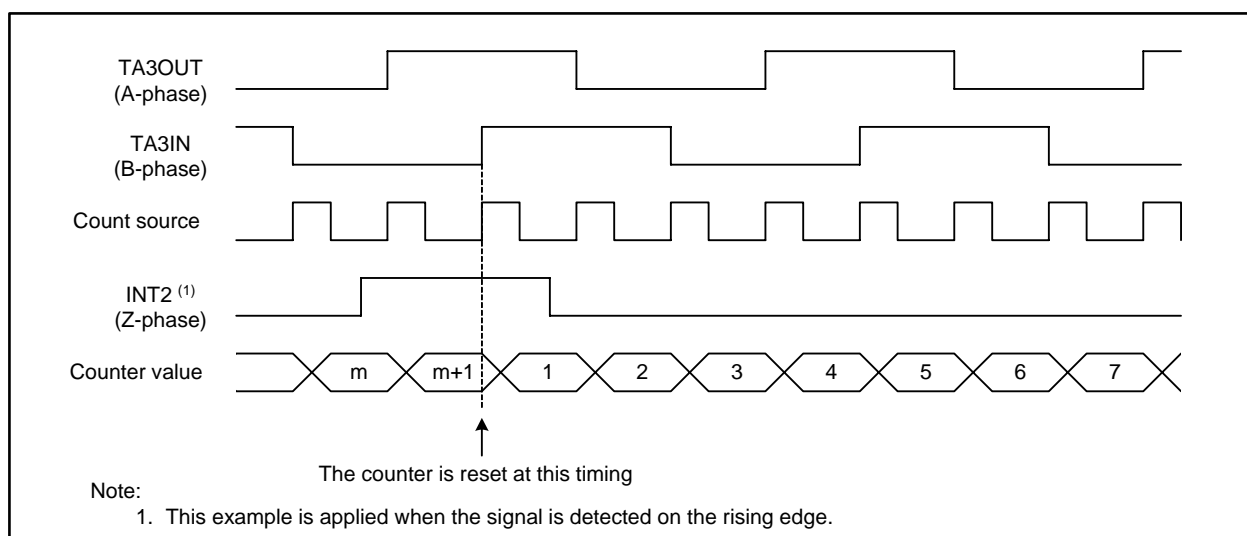 TA3OUT
(A-phase)
TA3IN
(B-phase)
Count source
INT2 (1)
(Z-phase)
Counter value
m
m+1
1
2
3
4
5
6
7
The counter is reset at this timing
Note:
1. This example is applied when the signal is detected on the rising edge.